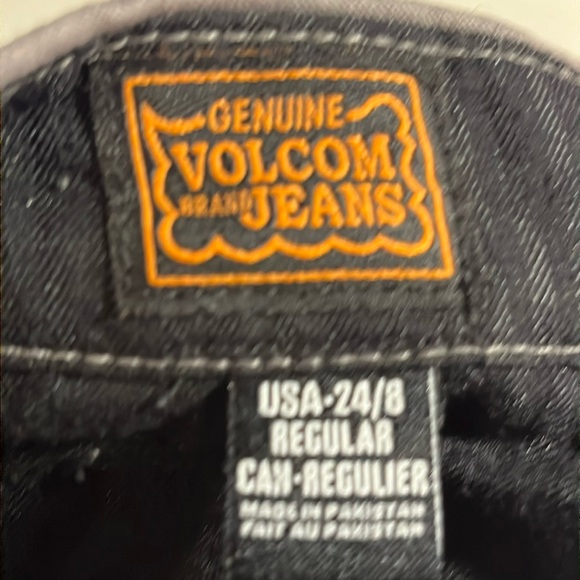 GENUINE
VOLCOM
BRAND JEANS
USA-24/8
REGULAR
CAN-REGULIER
MADE IN PAKISTAN
FAIT AU PAKISTAN